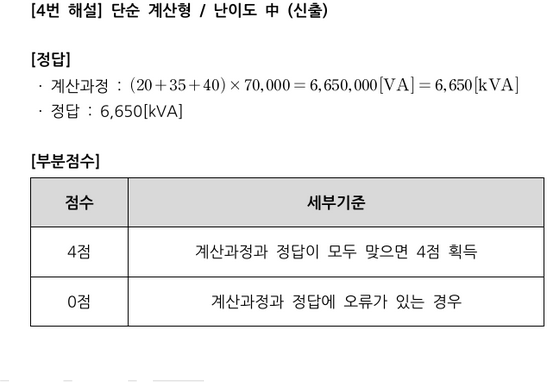 [4번 해설] 단순 계산형 / 난이도 中 (신출)
[정답]
· 계산과정 : (20+35+40)×70,000=6,650,000[VA]=6,650[kVA]
· 정답 : 6,650[kVA]
[부분점수]
점수 세부기준
4점 계산과정과 정답이 모두 맞으면 4점 획득
0점 계산과정과 정답에 오류가 있는 경우